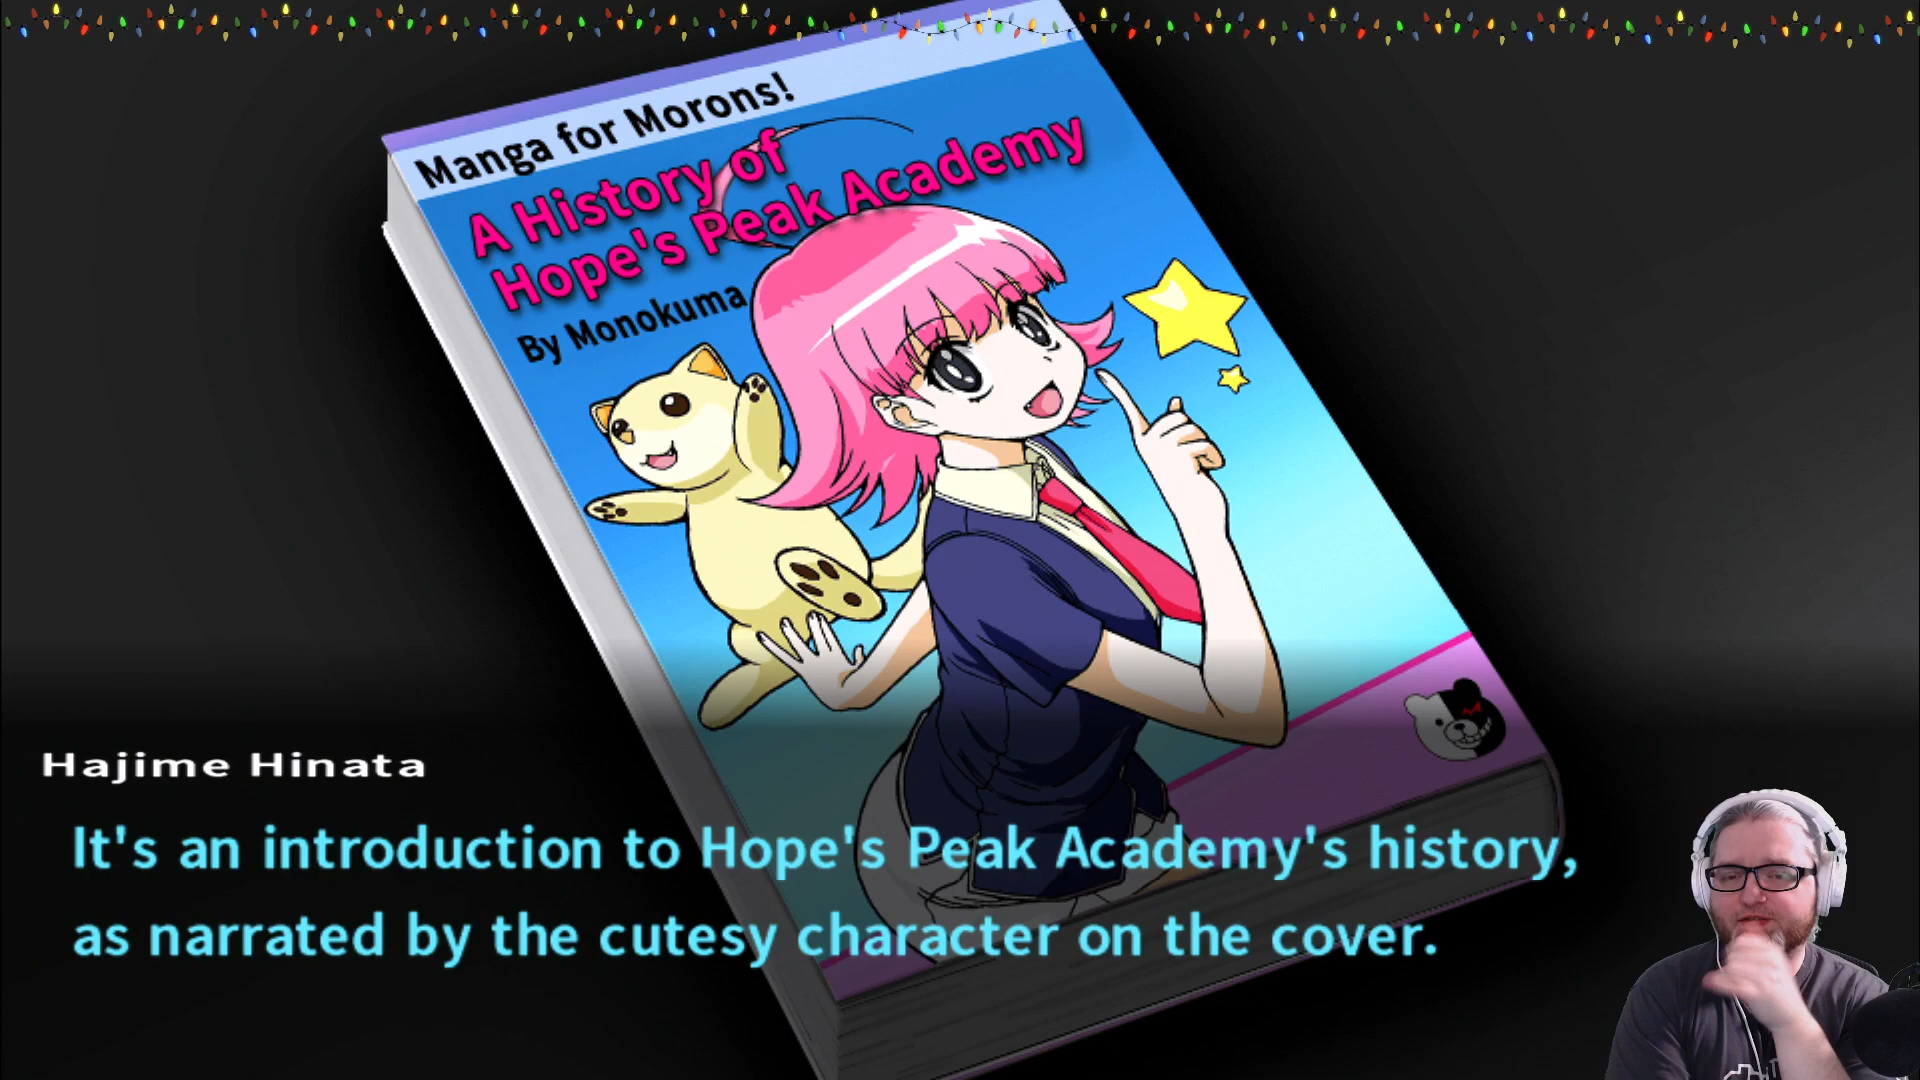 Manga for Morons!
A History of
Hope's Peak Academy
By Monokuma
Hajime Hinata
It's an introduction to Hope's Peak Academy's history,
as narrated by the cutesy character on the cover.